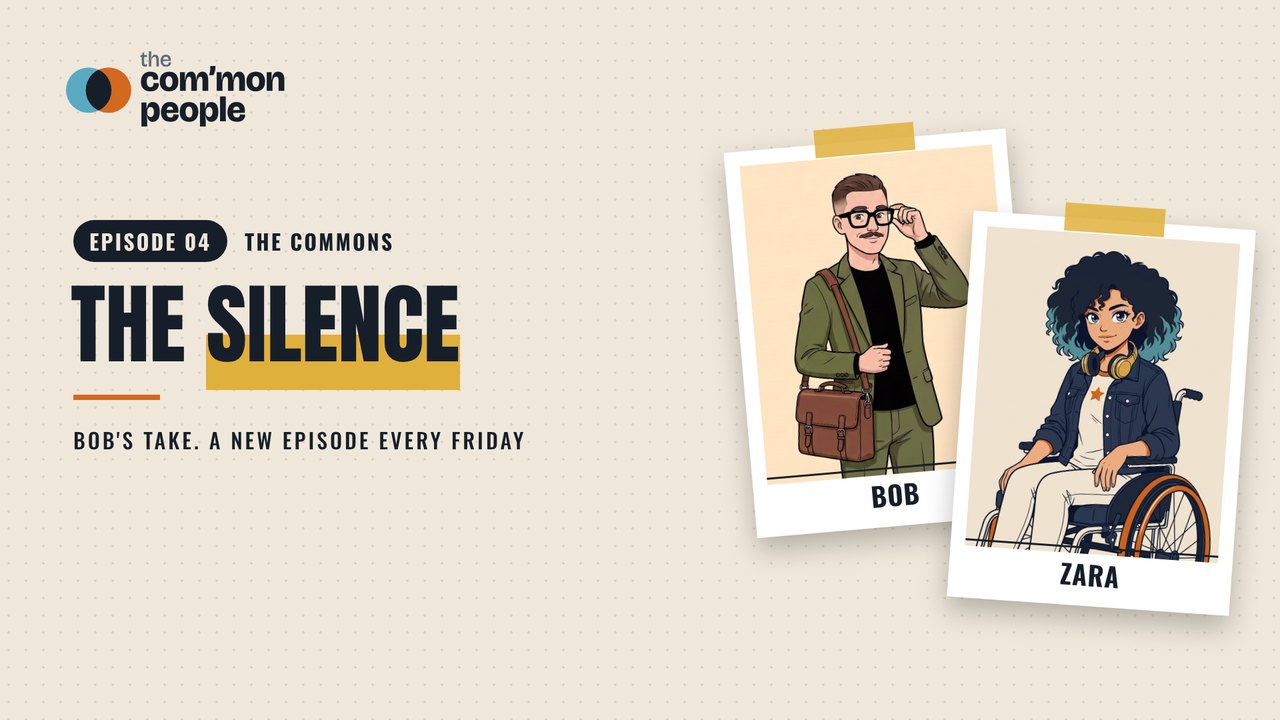 the
com'mon
people
EPISODE 04 THE COMMONS
THE SILENCE
BOB'S TAKE. A NEW EPISODE EVERY FRIDAY
BOB
ZARA